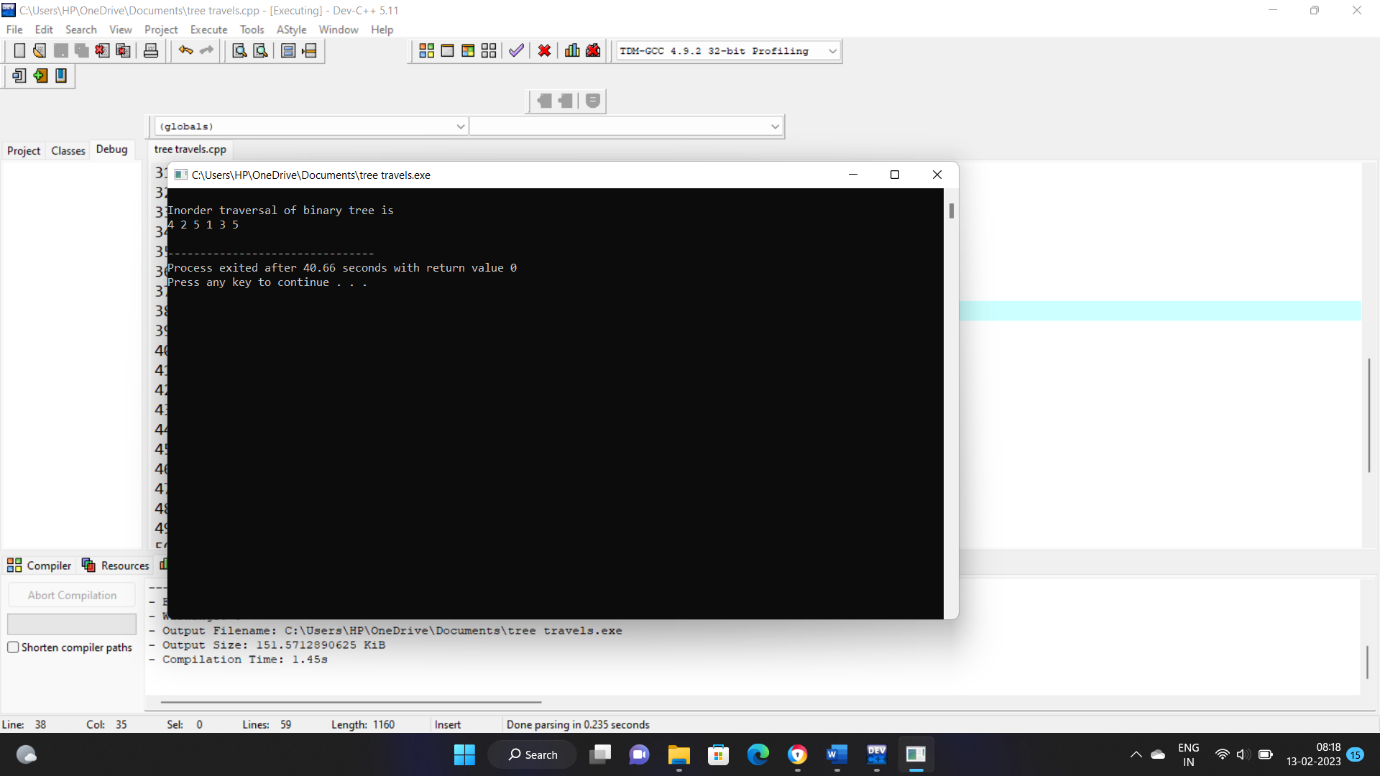 C:\Users\HP\OneDrive\Documents\tree travels.cpp - [Executing] - Dev-C++ 5.11
File Edit Search View Project Execute Tools AStyle Window Help
TDM-GCC 4.9.2 32-bit Profiling
(globals)
Project Classes Debug
tree travels.cpp
C:\Users\HP\OneDrive\Documents\tree travels.exe
Inorder traversal of binary tree is
4 2 5 1 3 5
--------------------------------
Process exited after 40.66 seconds with return value 0
Press any key to continue . . .
Compiler Resources
Abort Compilation
Shorten compiler paths
- Output Filename: C:\Users\HP\OneDrive\Documents\tree travels.exe
- Output Size: 151.5712890625 KiB
- Compilation Time: 1.45s
Line: 38 Col: 35 Sel: 0 Lines: 59 Length: 1160 Insert Done parsing in 0.235 seconds
Search
DEV
ENG
IN
08:18
13-02-2023
15